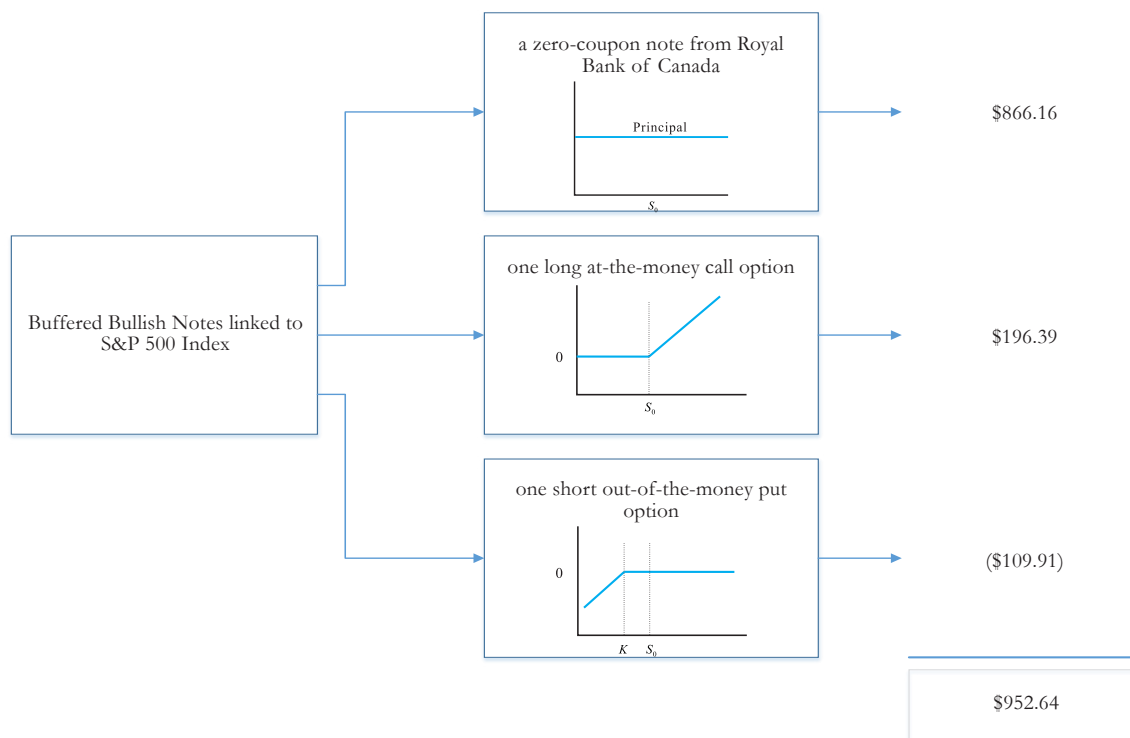 a zero-coupon note from Royal
Bank of Canada
Principal
S₀
$866.16
Buffered Bullish Notes linked to
S&P 500 Index
one long at-the-money call option
0
S₀
$196.39
one short out-of-the-money put
option
0
K S₀
($109.91)
$952.64